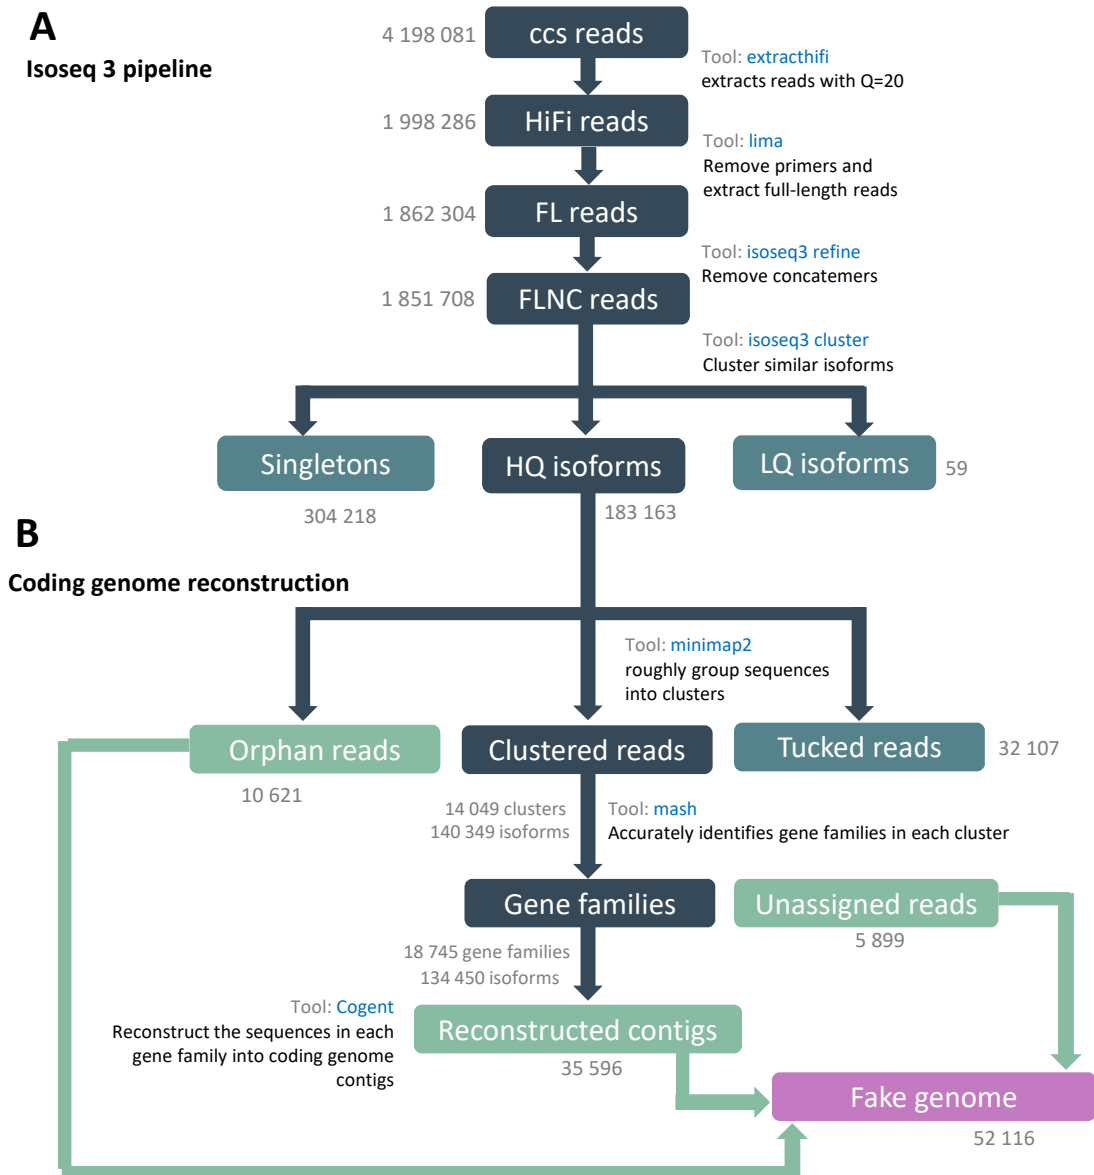 A
Isoseq 3 pipeline
4 198 081
ccs reads
Tool: extracthifi
extracts reads with Q=20
1 998 286
HiFi reads
Tool: lima
Remove primers and
extract full-length reads
1 862 304
FL reads
Tool: isoseq3 refine
Remove concatemers
1 851 708
FLNC reads
Tool: isoseq3 cluster
Cluster similar isoforms
Singletons
304 218
HQ isoforms
183 163
LQ isoforms
59
B
Coding genome reconstruction
Tool: minimap2
roughly group sequences
into clusters
Orphan reads
10 621
Clustered reads
Tucked reads
32 107
14 049 clusters
140 349 isoforms
Tool: mash
Accurately identifies gene families in each cluster
Gene families
Unassigned reads
5 899
18 745 gene families
134 450 isoforms
Tool: Cogent
Reconstruct the sequences in each
gene family into coding genome
contigs
Reconstructed contigs
35 596
Fake genome
52 116